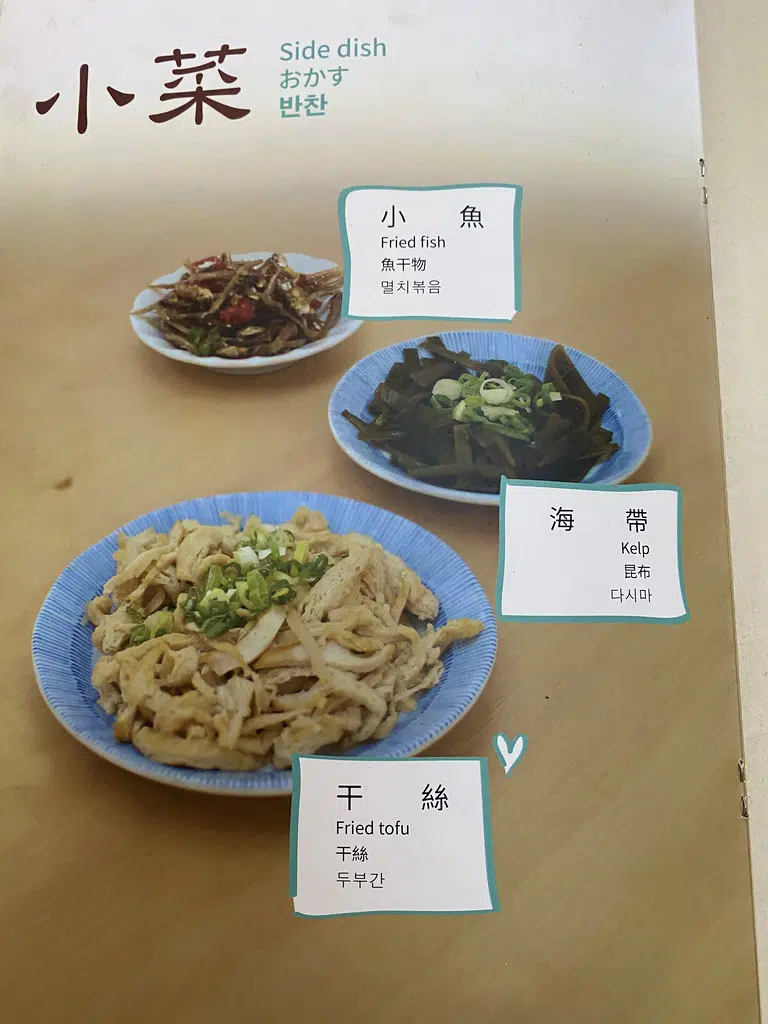 小菜
Side dish
おかす
반찬
小魚
Fried fish
魚干物
멸치볶음
海帶
Kelp
昆布
다시마
干絲
Fried tofu
干絲
두부간